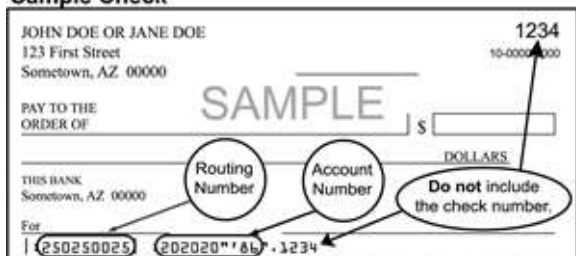 Sample Check
JOHN DOE OR JANE DOE
1234
123 First Street
Sometown, AZ 00000
SAMPLE
PAY TO THE
ORDER OF
$
DOLLARS
Routing
Number
Account
Number
Do not include
the check number.
THIS BANK
Sometown, AZ 00000
For
250250025 202020"'86".1234